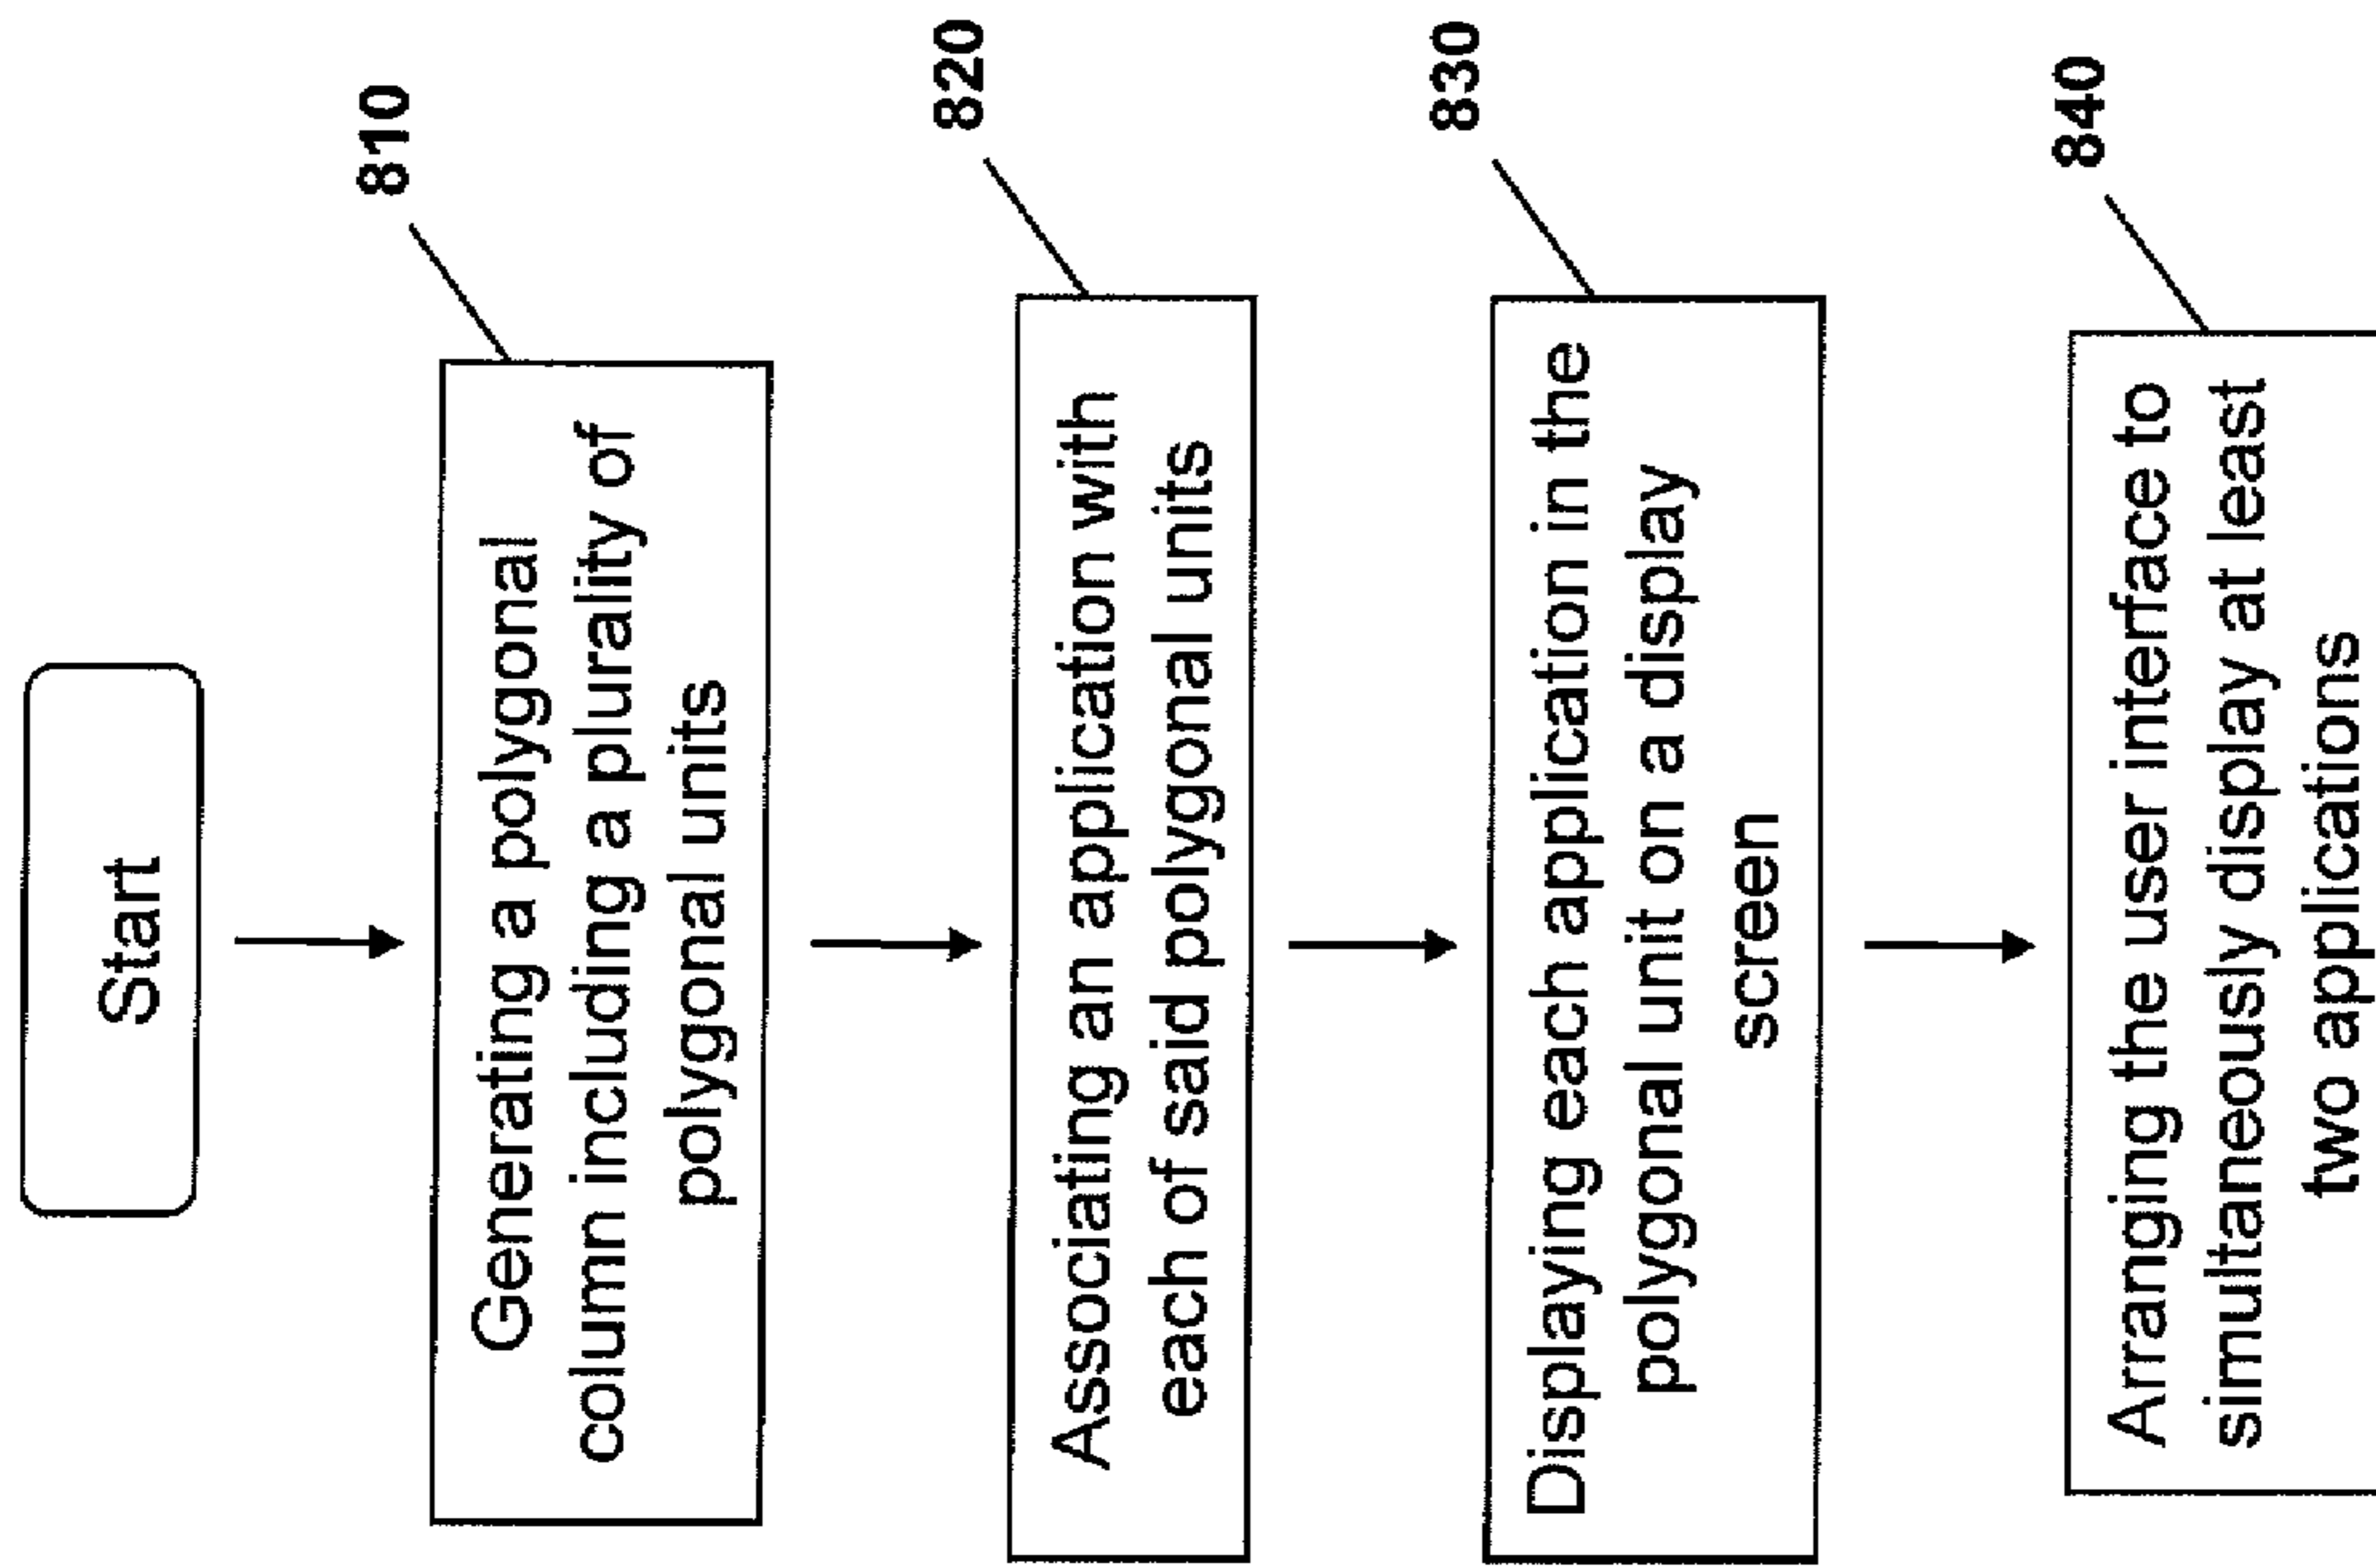 Start
810
Generating a polygonal
column including a plurality of
polygonal units
820
Associating an application with
each of said polygonal units
830
Displaying each application in the
polygonal unit on a display
screen
840
Arranging the user interface to
simultaneously display at least
two applications